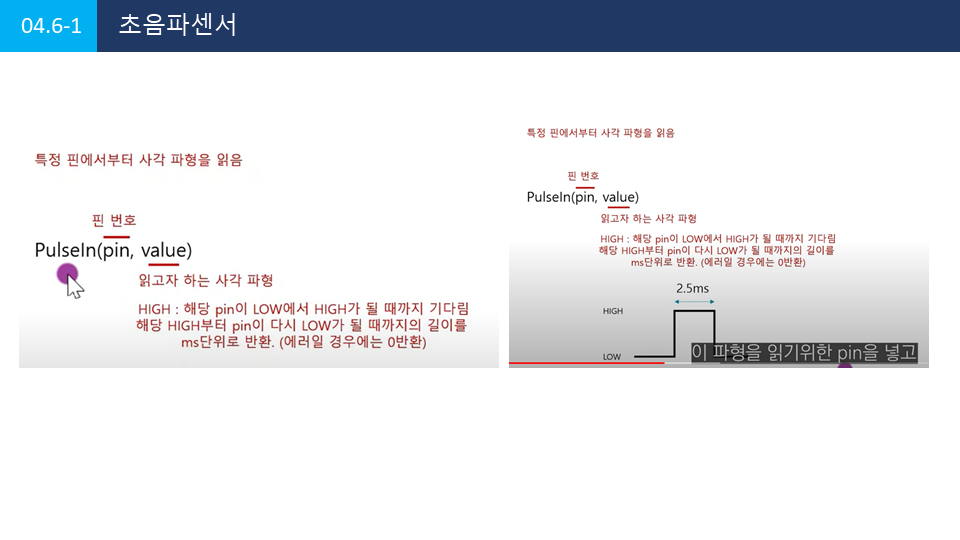 04.6-1 초음파센서
특정 핀에서부터 사각 파형을 읽음
핀 번호
PulseIn(pin, value)
읽고자 하는 사각 파형
HIGH : 해당 pin이 LOW에서 HIGH가 될 때까지 기다림
해당 HIGH부터 pin이 다시 LOW가 될 때까지의 길이를
ms단위로 반환. (에러일 경우에는 0반환)
특정 핀에서부터 사각 파형을 읽음
핀 번호
PulseIn(pin, value)
읽고자 하는 사각 파형
HIGH : 해당 pin이 LOW에서 HIGH가 될 때까지 기다림
해당 HIGH부터 pin이 다시 LOW가 될 때까지의 길이를
ms단위로 반환. (에러일 경우에는 0반환)
2.5ms
HIGH
LOW
이 파형을 읽기위한 pin을 넣고